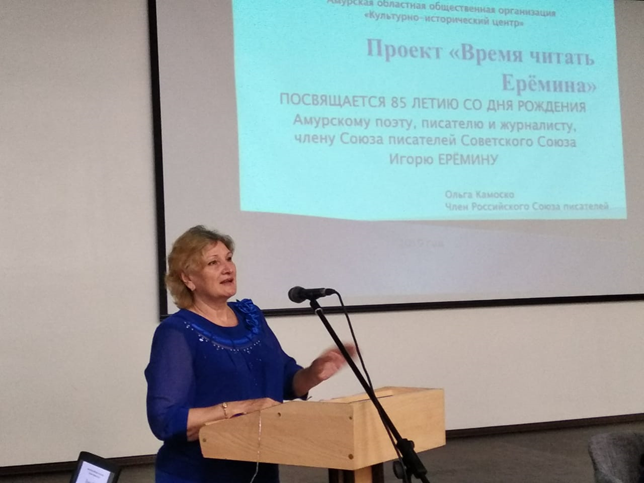 Амурская областная общественная организация
«Культурно-исторический центр»
Проект «Время читать
Ерёмина»
ПОСВЯЩАЕТСЯ 85 ЛЕТИЮ СО ДНЯ РОЖДЕНИЯ
Амурскому поэту, писателю и журналисту,
члену Союза писателей Советского Союза
Игорю ЕРЁМИНУ
Ольга Камоско
Член Российского Союза писателей